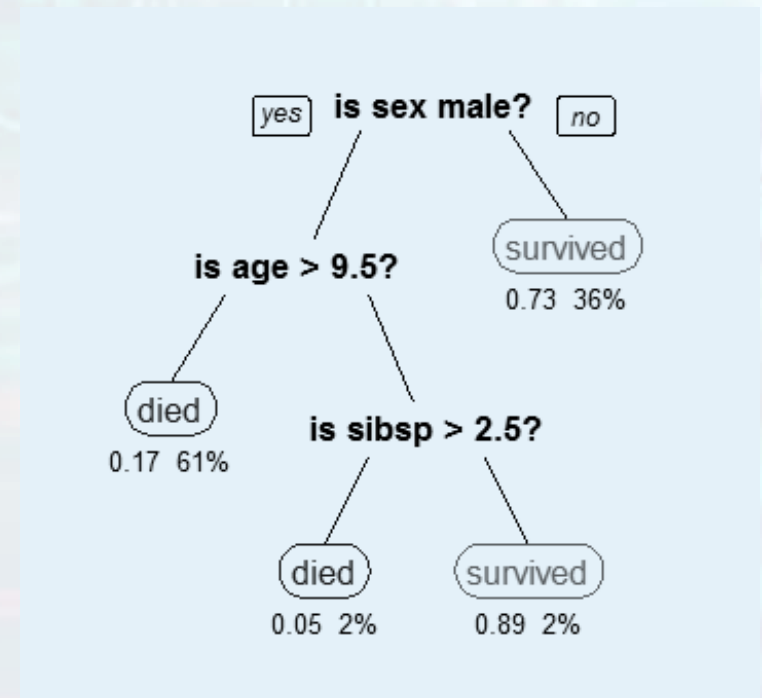 yes is sex male? no
survived
is age > 9.5?
0.73 36%
died
is sibsp > 2.5?
0.17 61%
died survived
0.05 2% 0.89 2%